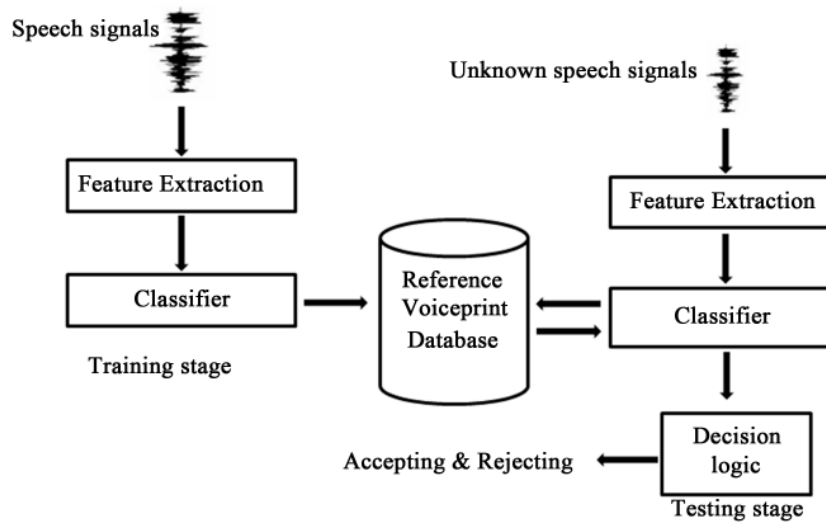 Speech signals
Unknown speech signals
Feature Extraction
Feature Extraction
Classifier
Reference
Voiceprint
Database
Classifier
Training stage
Decision
logic
Accepting & Rejecting
Testing stage